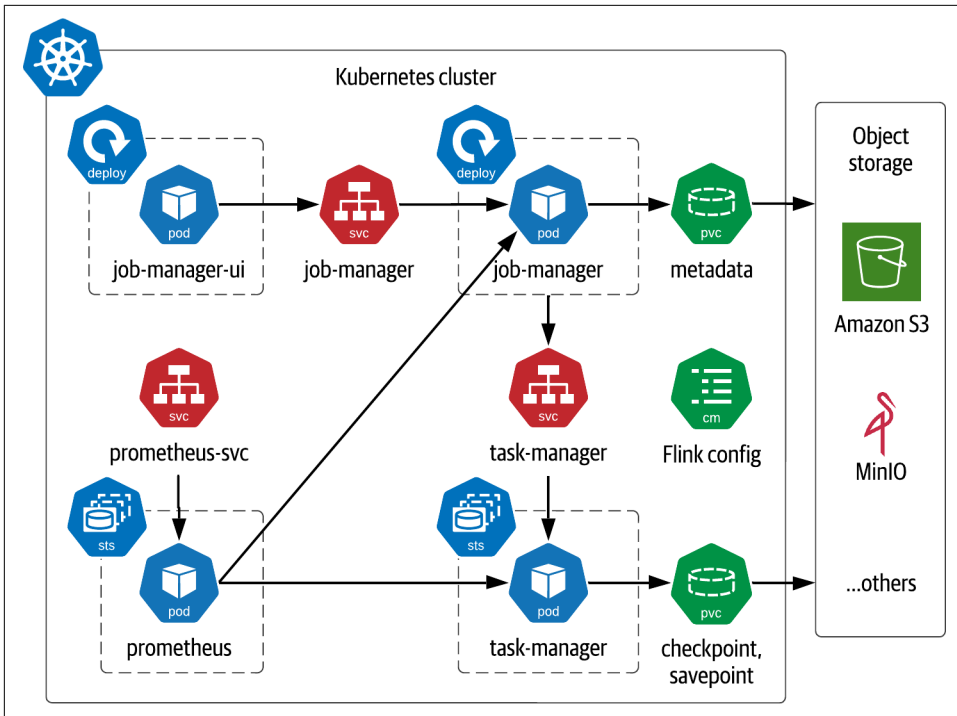 Kubernetes cluster
deploy
pod
job-manager-ui
svc
job-manager
deploy
pod
job-manager
pvc
metadata
svc
prometheus-svc
svc
task-manager
cm
Flink config
sts
pod
prometheus
sts
pod
task-manager
pvc
checkpoint,
savepoint
Object
storage
Amazon S3
MinIO
...others